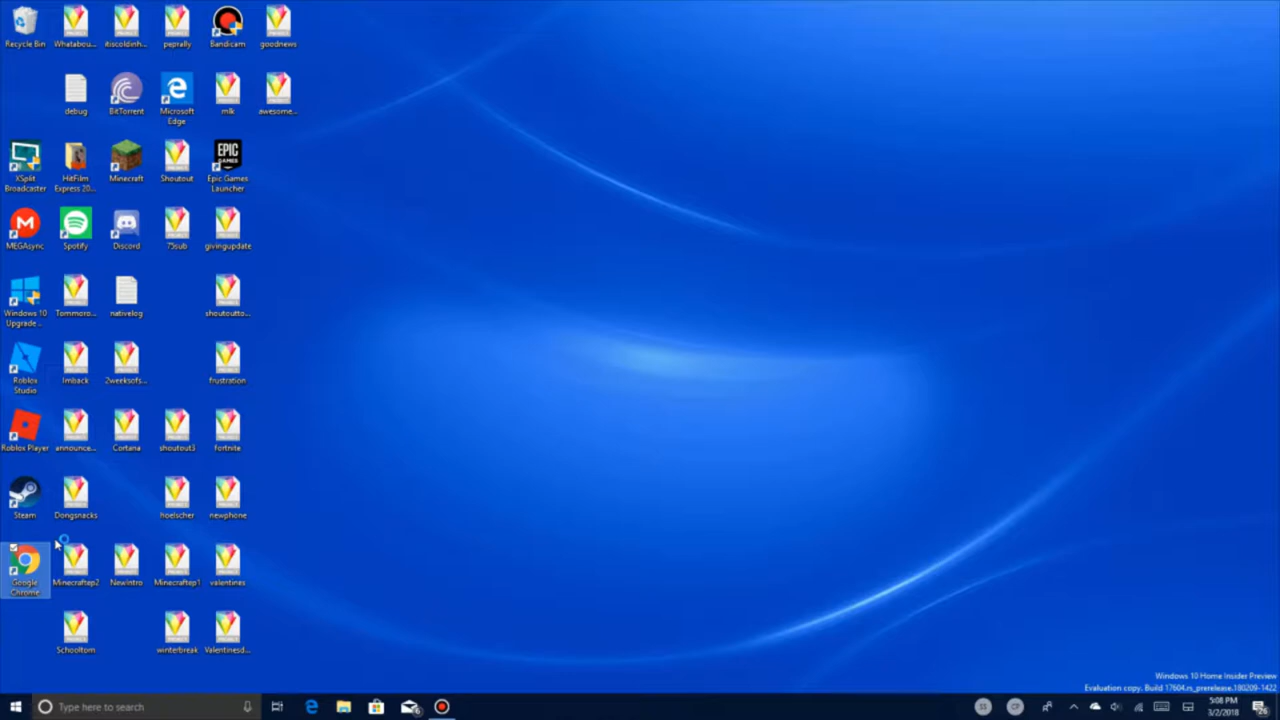 Recycle Bin
Whatabou...
itiscoldinh...
peprally
Bandicam
goodnews
debug
BitTorrent
Microsoft
Edge
mlk
awesome...
XSplit
Broadcaster
HitFilm
Express 20...
Minecraft
Shoutout
EPIC
GAMES
Epic Games
Launcher
MEGAsync
Spotify
Discord
75sub
givingupdate
Windows 10
Upgrade...
Tommoro...
nativelog
shoutoutto...
Roblox
Studio
Imback
2weeksofs...
frustration
Roblox Player
announce...
Cortana
shoutout3
fortnite
Steam
Dongsnacks
hoelscher
newphone
Google
Chrome
Minecraftep2
NewIntro
Minecraftep1
valentines
Schooltom
winterbreak
Valentinesd...
Windows 10 Home Insider Preview
Evaluation copy. Build 17604.rs_prerelease.180209-1422
Type here to search
5:08 PM
3/2/2018